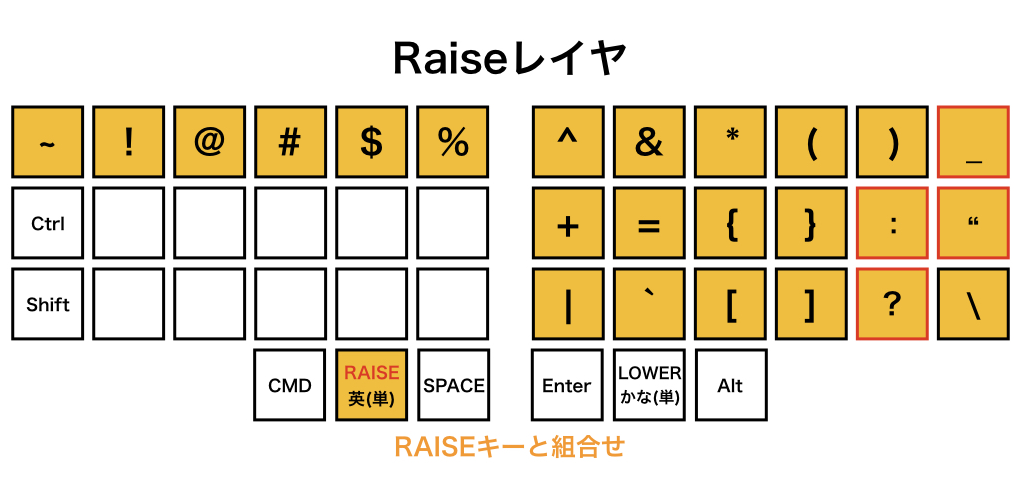 Raiseレイヤ
~ ! @ # $ % ^ & * ( ) _
Ctrl + = { } : “
Shift | ` [ ] ? \
CMD RAISE 英(単) SPACE Enter LOWER かな(単) Alt
RAISEキーと組合せ